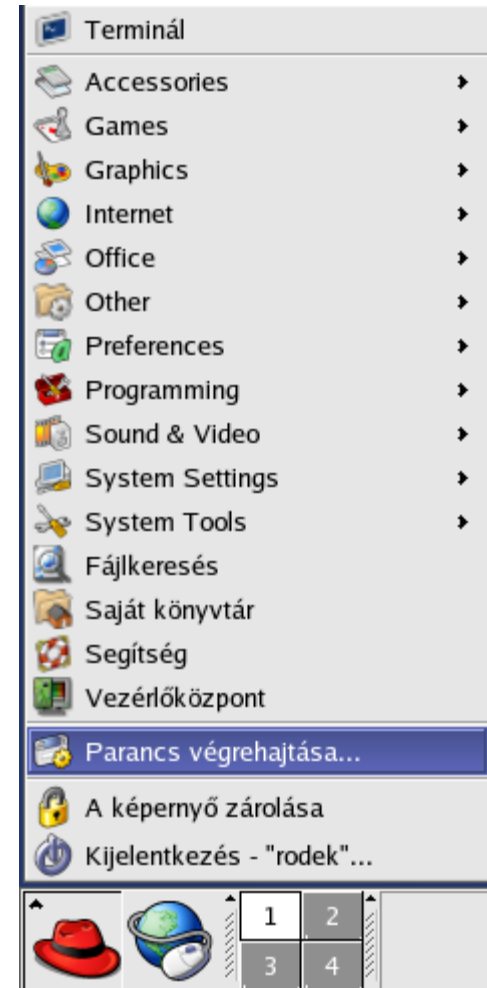 Terminál
Accessories
Games
Graphics
Internet
Office
Other
Preferences
Programming
Sound & Video
System Settings
System Tools
Fájlkeresés
Saját könyvtár
Segítség
Vezérlőközpont
Parancs végrehajtása...
A képernyő zárolása
Kijelentkezés - "rodek"...
1 2
3 4